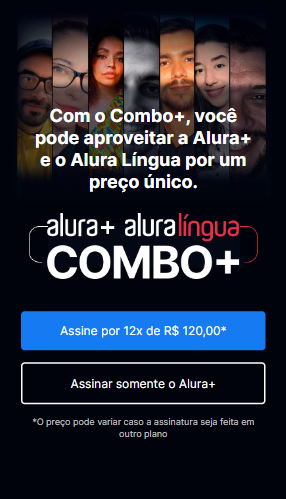 Com o Combo+, você
pode aproveitar a Alura+
e o Alura Língua por um
preço único.
alura+ aluralíngua
COMBO+
Assine por 12x de R$ 120,00*
Assinar somente o Alura+
*O preço pode variar caso a assinatura seja feita em
outro plano